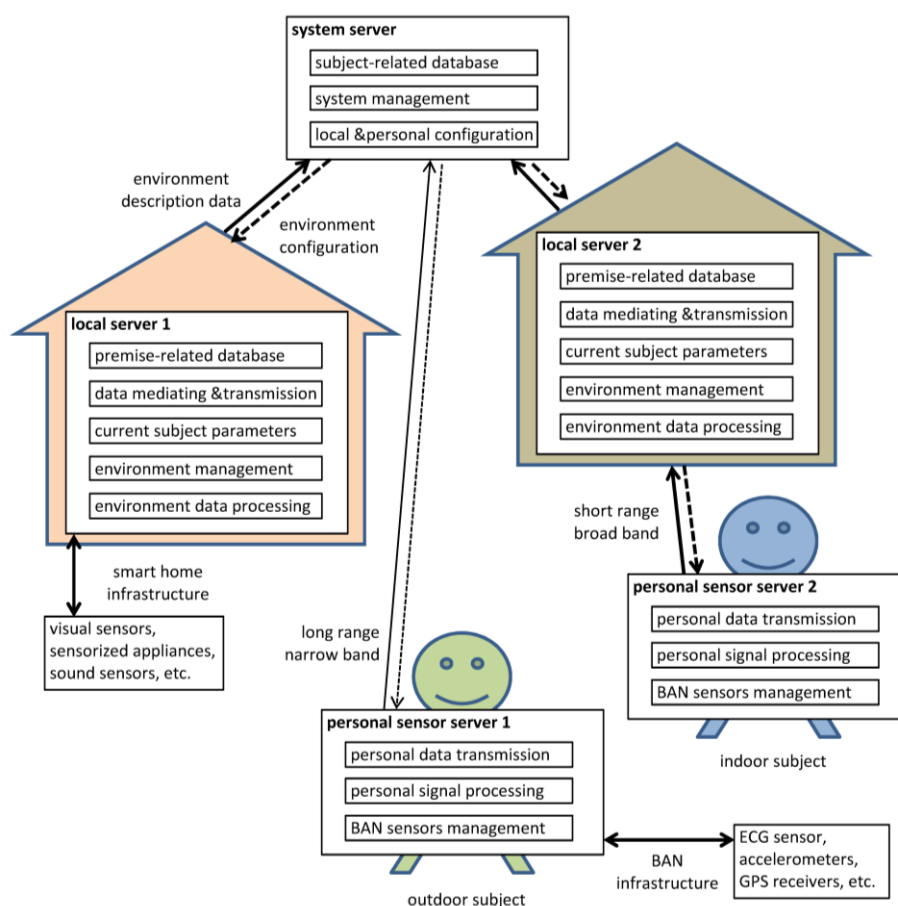 system server
subject-related database
system management
local &personal configuration
environment
description data
environment
configuration
local server 2
premise-related database
data mediating &transmission
current subject parameters
environment management
environment data processing
local server 1
premise-related database
data mediating &transmission
current subject parameters
environment management
environment data processing
smart home
infrastructure
visual sensors,
sensorized appliances,
sound sensors, etc.
long range
narrow band
short range
broad band
personal sensor server 2
personal data transmission
personal signal processing
BAN sensors management
indoor subject
personal sensor server 1
personal data transmission
personal signal processing
BAN sensors management
outdoor subject
BAN
infrastructure
ECG sensor,
accelerometers,
GPS receivers, etc.